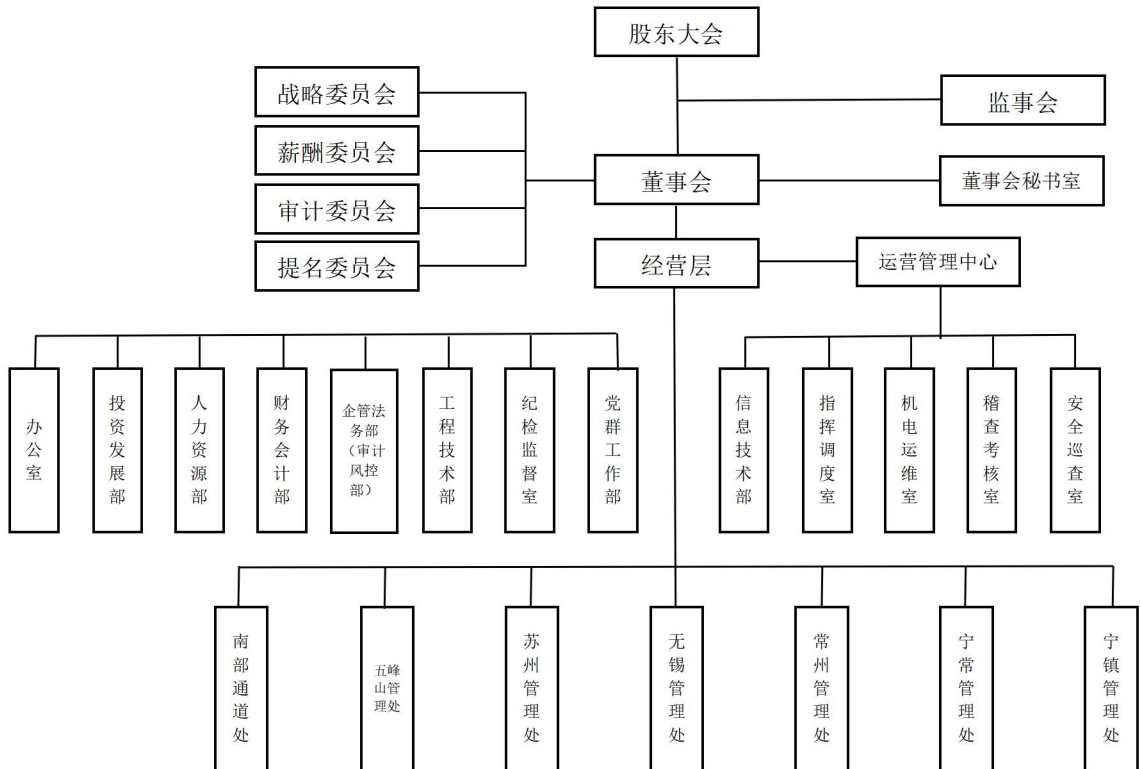 股东大会
战略委员会
监事会
薪酬委员会
董事会
董事会秘书室
审计委员会
经营层
运营管理中心
提名委员会
办公室
投资发展部
人力资源部
财务会计部
企管法
务部
（审计
风控
部）
工程技术部
纪检监督室
党群工作部
信息技术部
指挥调度室
机电运维室
稽查考核室
安全巡查室
南部通道处
五峰
山管
理处
苏州管理处
无锡管理处
常州管理处
宁常管理处
宁镇管理处